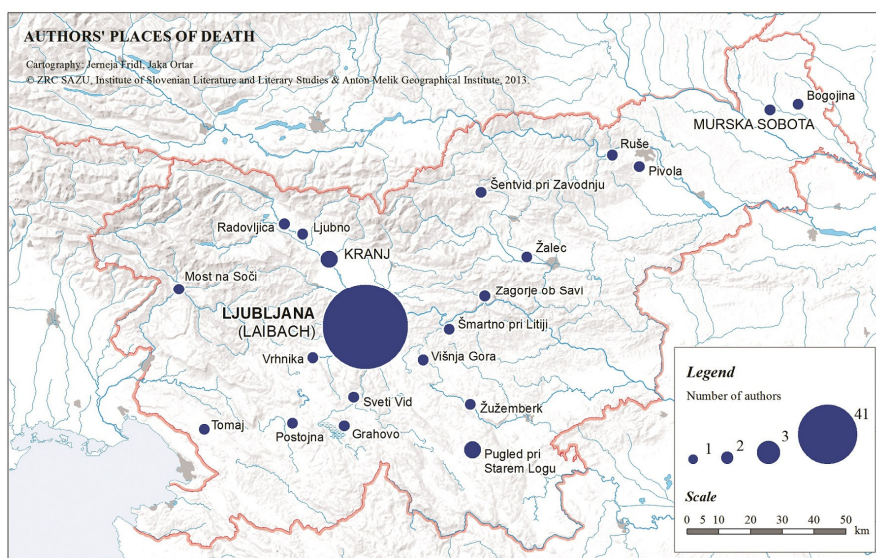 AUTHORS' PLACES OF DEATH
Cartography: Jerneja Fridl, Jaka Ortar
© ZRC SAZU, Institute of Slovenian Literature and Literary Studies & Anton Melik Geographical Institute, 2013.
Bogojina
MURSKA SOBOTA
Ruše
Pivola
Šentvid pri Zavodnju
Radovljica
Ljubno
KRANJ
Žalec
Most na Soči
Zagorje ob Savi
LJUBLJANA
(LAIBACH)
Šmartno pri Litiji
Vrhnika
Višnja Gora
Sveti Vid
Žužemberk
Tomaj
Postojna
Grahovo
Pugled pri
Starem Logu
Legend
Number of authors
1 2 3 41
Scale
0 10 20 30 40 50
km